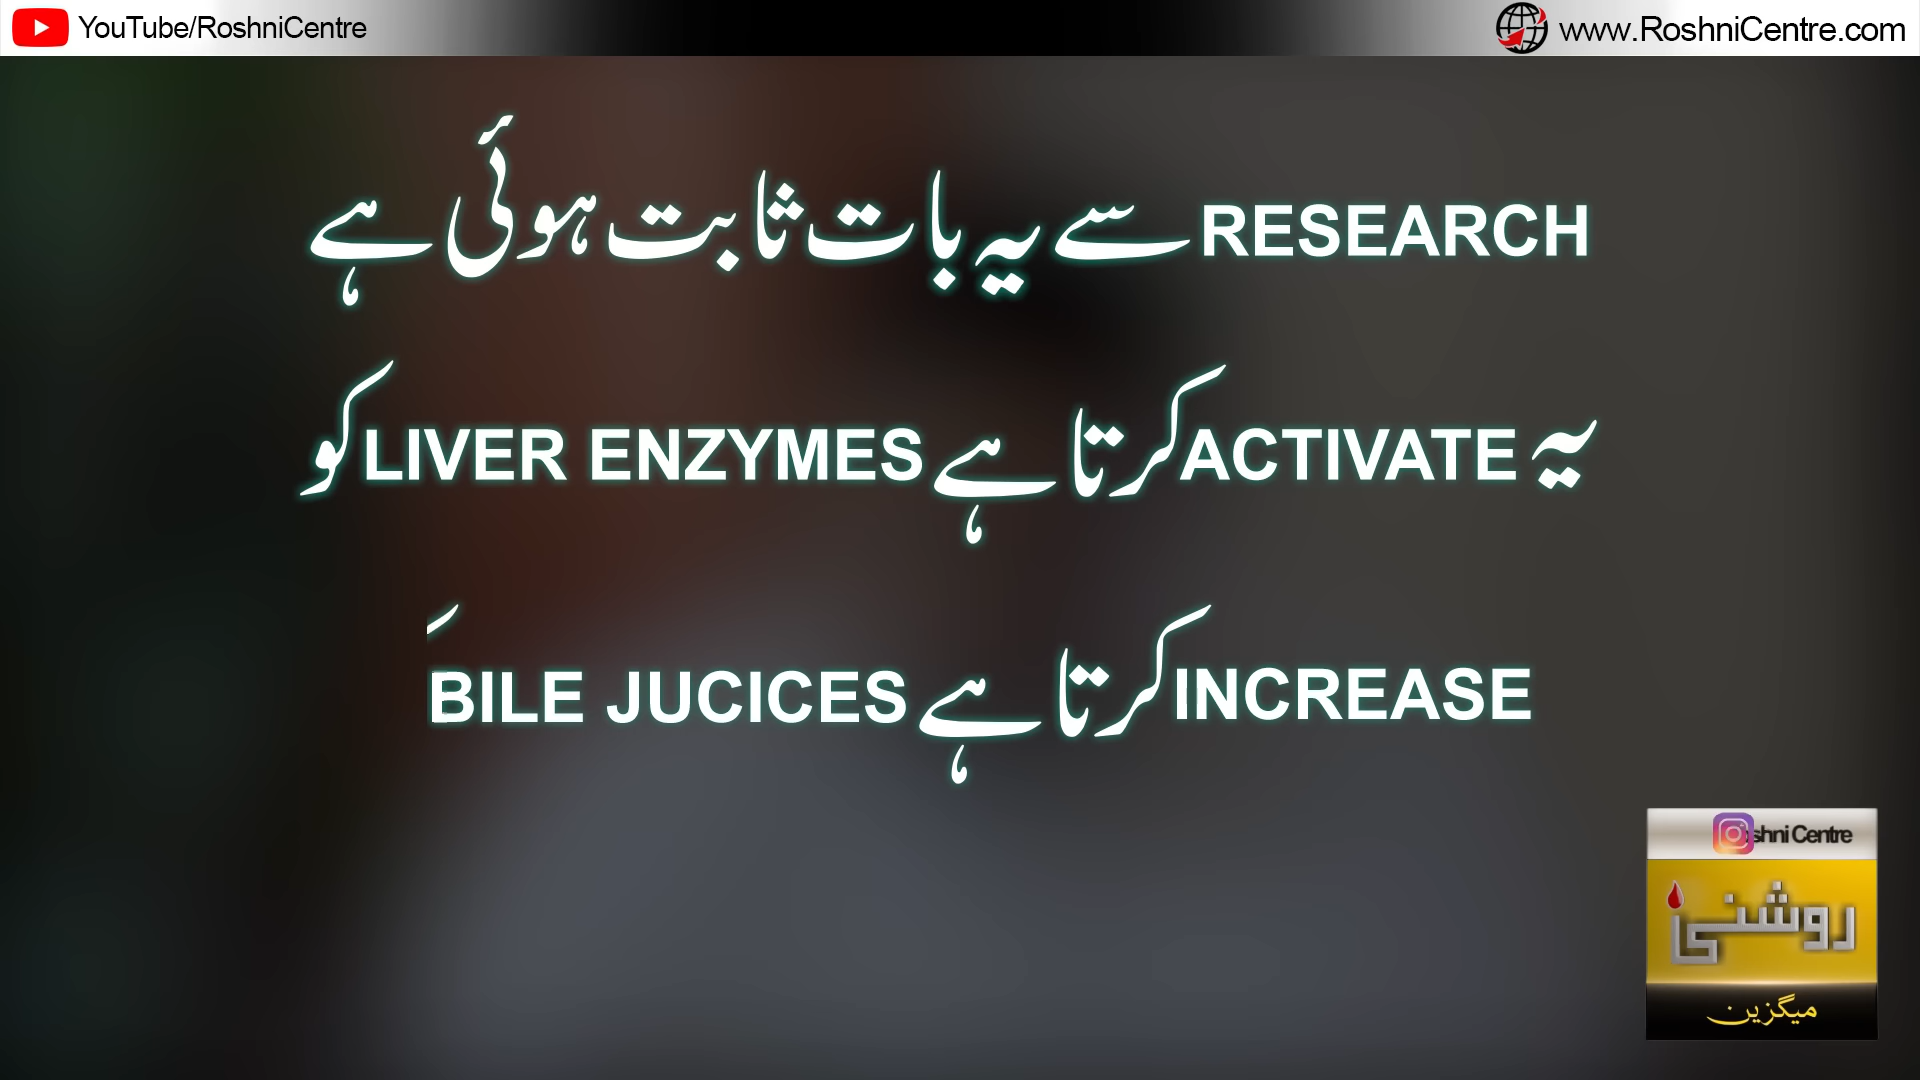 YouTube/RoshniCentre
www.RoshniCentre.com
RESEARCH سے یہ بات ثابت ہوئی ہے
یہ ACTIVATE کرتا ہے LIVER ENZYMES کو
INCREASE کرتا ہے BILE JUCICES
shni Centre
روشنی
میگزین